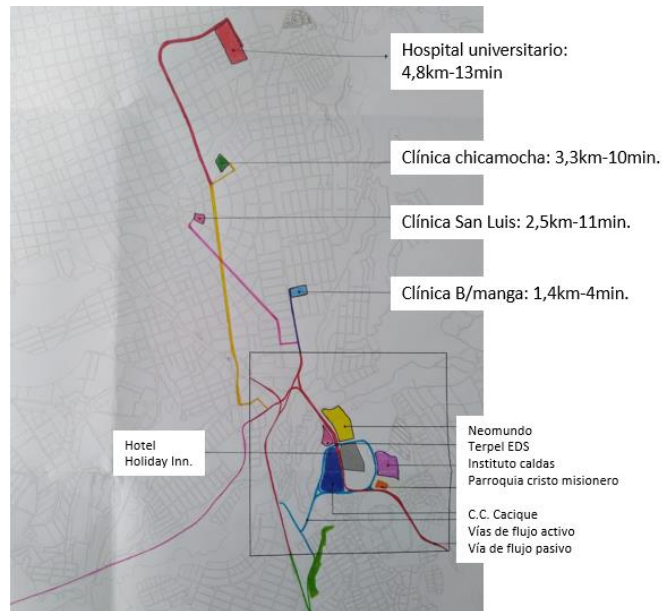 Hospital universitario:
4,8km-13min
Clínica chicamocha: 3,3km-10min.
Clínica San Luis: 2,5km-11min.
Clínica B/manga: 1,4km-4min.
Hotel
Holiday Inn.
Neomundo
Terpel EDS
Instituto caldas
Parroquia cristo misionero
C.C. Cacique
Vías de flujo activo
Vía de flujo pasivo